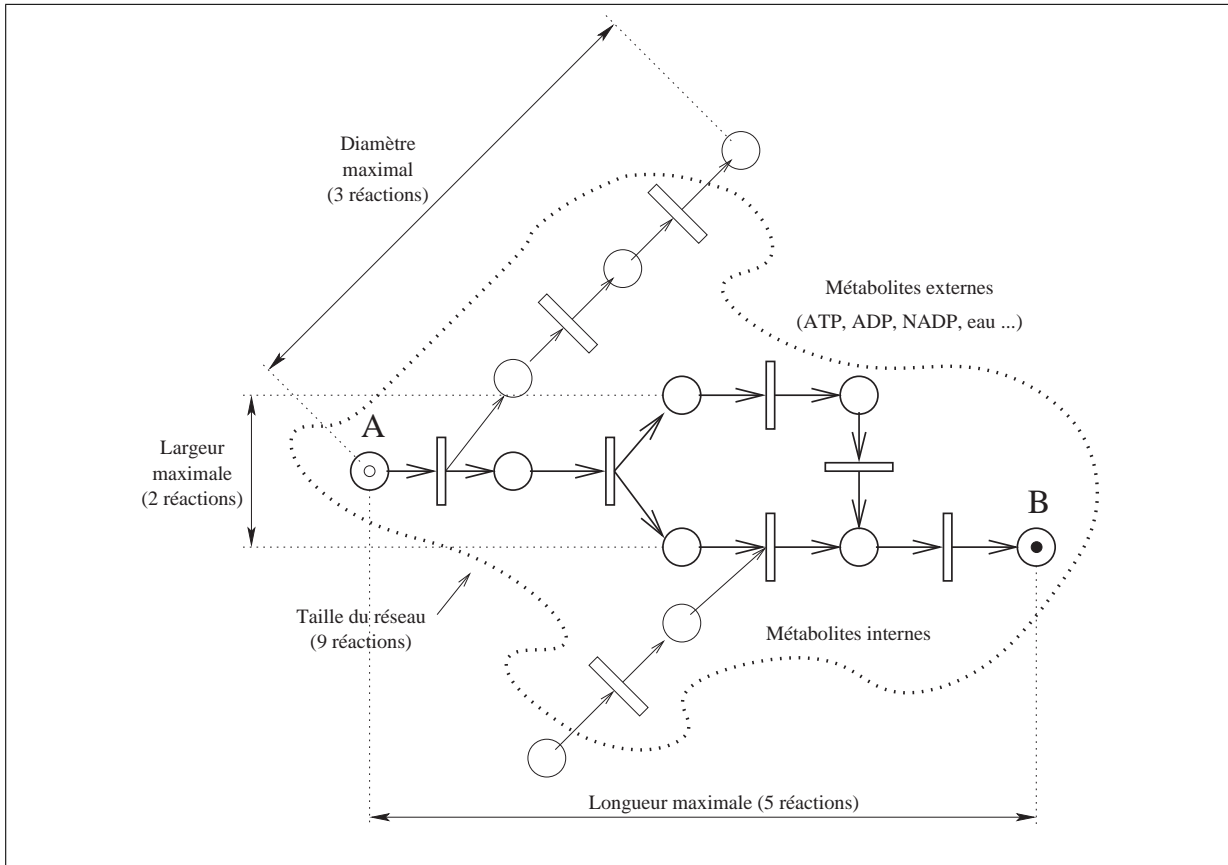 Diamètre
maximal
(3 réactions)
Métabolites externes
(ATP, ADP, NADP, eau ...)
A
Largeur
maximale
(2 réactions)
B
Taille du réseau
(9 réactions)
Métabolites internes
Longueur maximale (5 réactions)